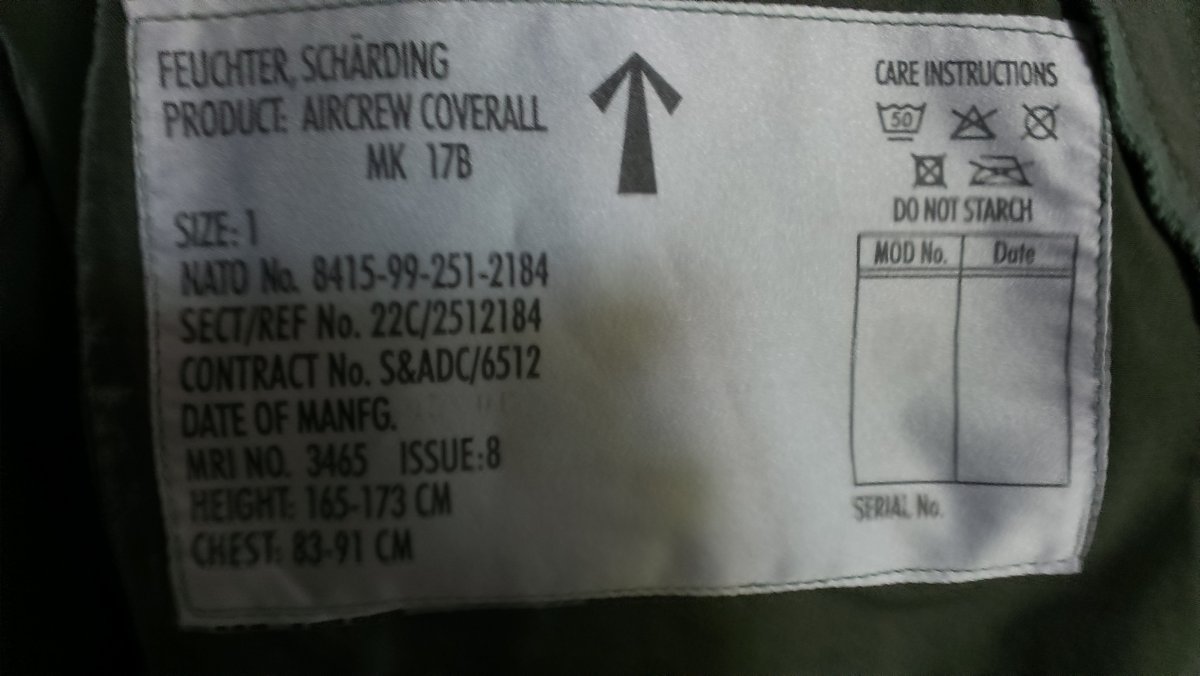 FEUCHTER, SCHÄRDING
PRODUCT: AIRCREW COVERALL
MK 17B
SIZE: 1
NATO No. 8415-99-251-2184
SECT/REF No. 22C/2512184
CONTRACT No. S&ADC/6512
DATE OF MANFG.
MRI NO. 3465 ISSUE:8
HEIGHT: 165-173 CM
CHEST: 83-91 CM
CARE INSTRUCTIONS
50
DO NOT STARCH
MOD No. Date
SERIAL No.